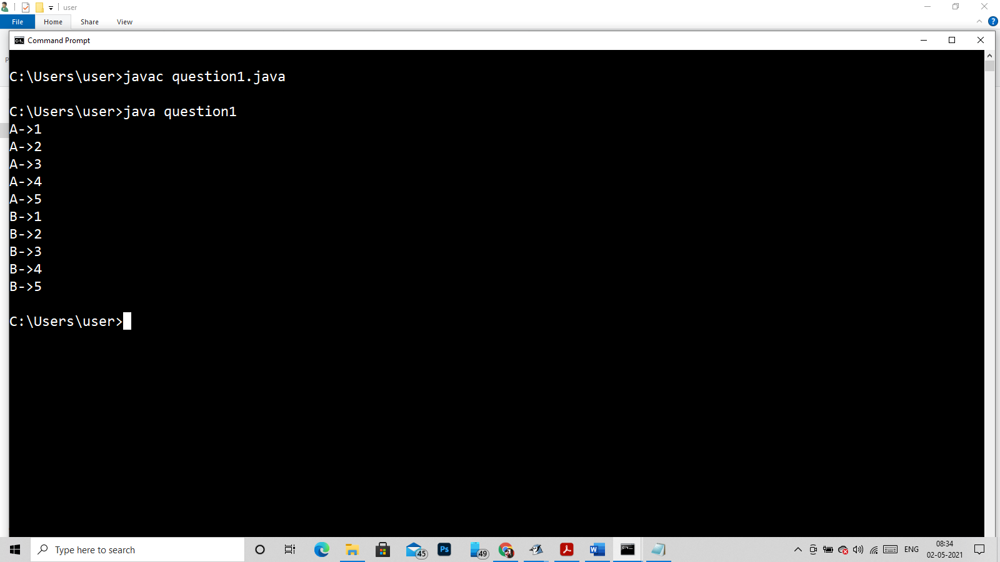 user
File Home Share View
Command Prompt
C:\Users\user>javac question1.java
C:\Users\user>java question1
A->1
A->2
A->3
A->4
A->5
B->1
B->2
B->3
B->4
B->5
C:\Users\user>
Type here to search
45
Ps
49
W
ENG
08:34
02-05-2021